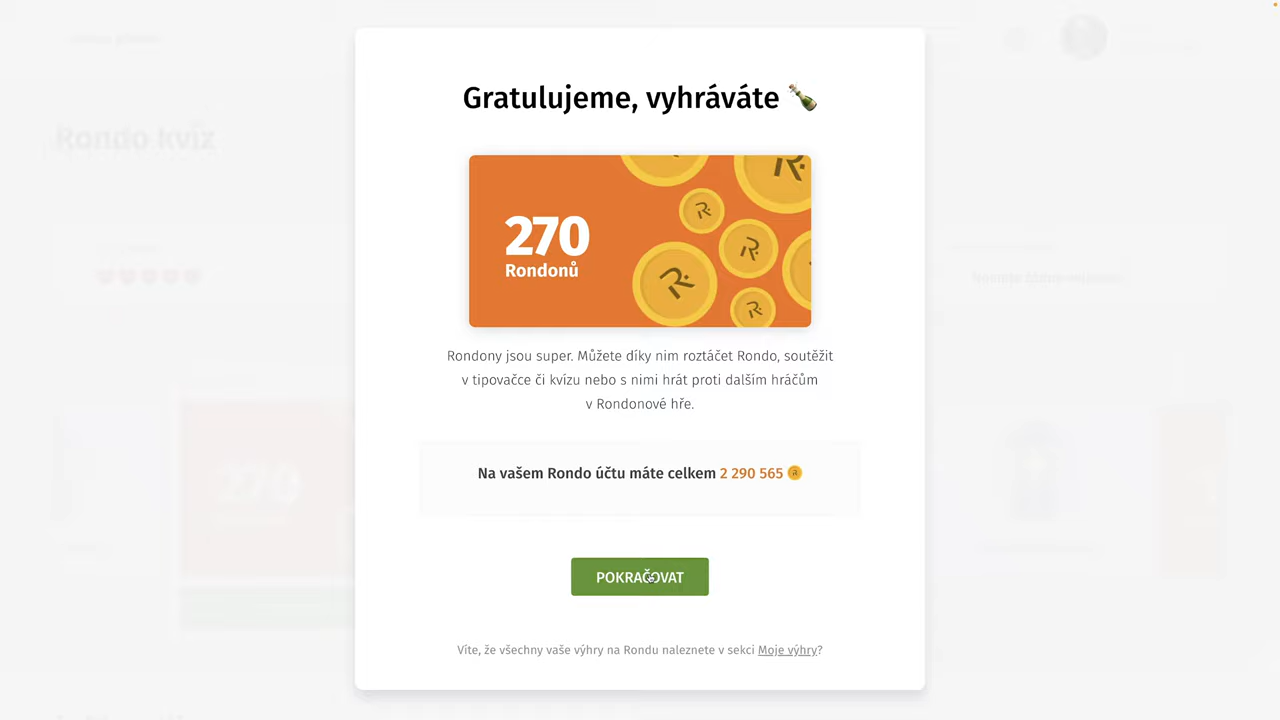 Gratulujeme, vyhráváte
270
Rondonů
Rondony jsou super. Můžete díky nim roztáčet Rondo, soutěžit
v tipovačce či kvízu nebo s nimi hrát proti dalším hráčům
v Rondonové hře.
Na vašem Rondo účtu máte celkem 2 290 565
POKRAČOVAT
Víte, že všechny vaše výhry na Rondu naleznete v sekci Moje výhry?
Rondo kvíz
270